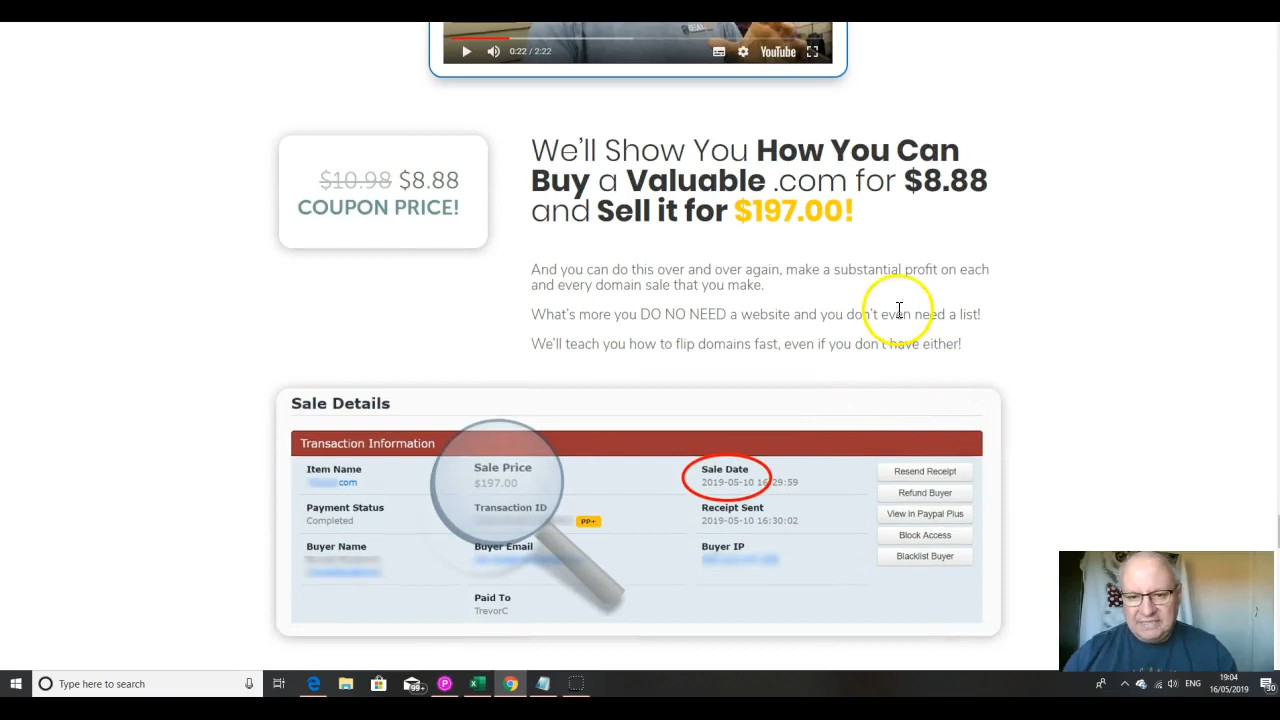 0:22 / 2:22
YouTube
$10.98 $8.88
COUPON PRICE!
We'll Show You How You Can
Buy a Valuable .com for $8.88
and Sell it for $197.00!
And you can do this over and over again, make a substantial profit on each
and every domain sale that you make.
What's more you DO NO NEED a website and you don't even need a list!
We'll teach you how to flip domains fast, even if you don't have either!
Sale Details
Transaction Information
Item Name
com
Sale Price
$197.00
Sale Date
2019-05-10 16:29:59
Resend Receipt
Refund Buyer
View in Paypal Plus
Block Access
Blacklist Buyer
Payment Status
Completed
Transaction ID
PP+
Receipt Sent
2019-05-10 16:30:02
Buyer Name
Buyer Email
Buyer IP
Paid To
TrevorC
Type here to search
99+
ENG
19:04
16/05/2019
30